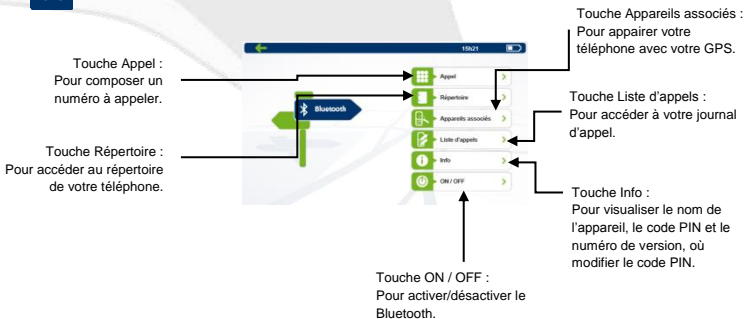 Touche Appareils associés :
Pour appairer votre
téléphone avec votre GPS.
Touche Appel :
Pour composer un
numéro à appeler.
Touche Répertoire :
Pour accéder au répertoire
de votre téléphone.
15h21
Bluetooth
Appel
Répertoire
Appareils associés
Liste d'appels
Info
ON / OFF
Touche Liste d'appels :
Pour accéder à votre journal
d'appel.
Touche Info :
Pour visualiser le nom de
l'appareil, le code PIN et le
numéro de version, où
modifier le code PIN.
Touche ON / OFF :
Pour activer/désactiver le
Bluetooth.